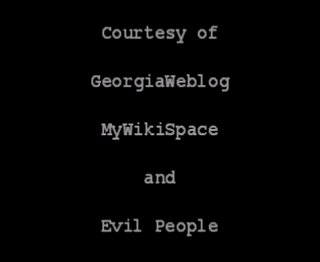 Courtesy of
GeorgiaWeblog
MyWikiSpace
and
Evil People